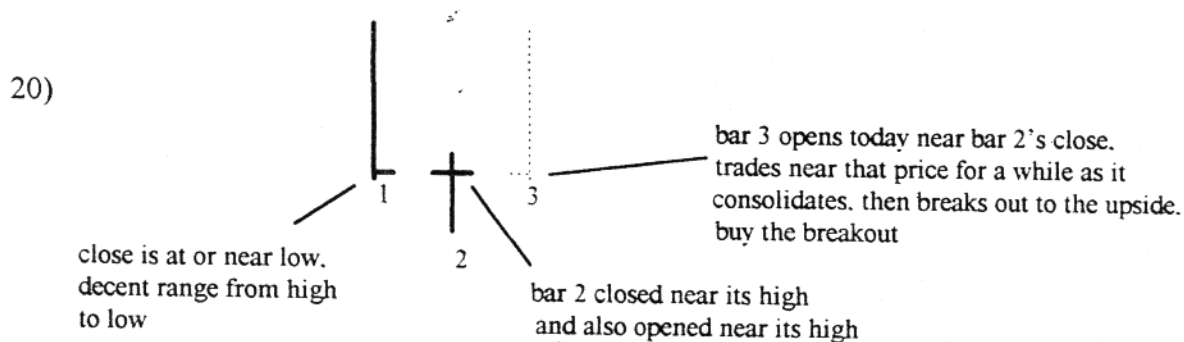 20)
bar 3 opens today near bar 2's close.
trades near that price for a while as it
consolidates. then breaks out to the upside.
buy the breakout
1
3
2
close is at or near low.
decent range from high
to low
bar 2 closed near its high
and also opened near its high